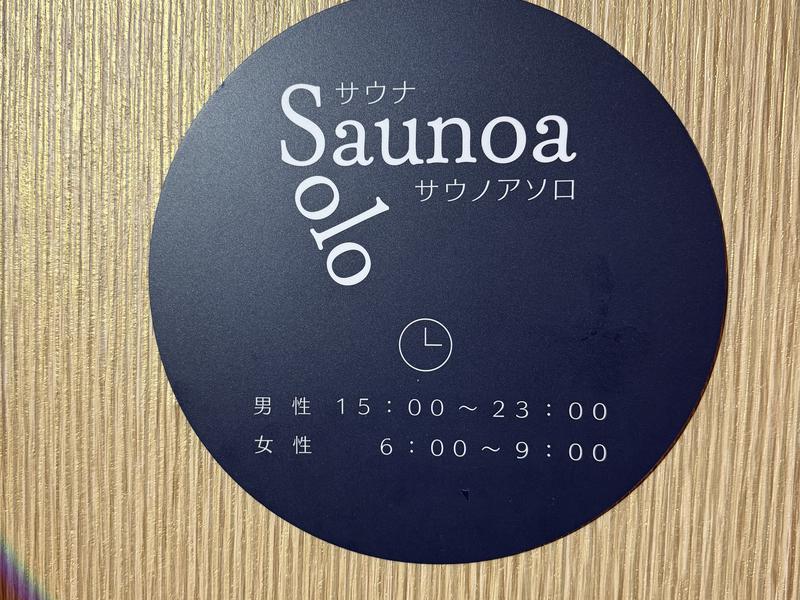 サウナ
Saunoa
サウノアソロ
olo
男性 15：00～23：00
女性 6：00～9：00